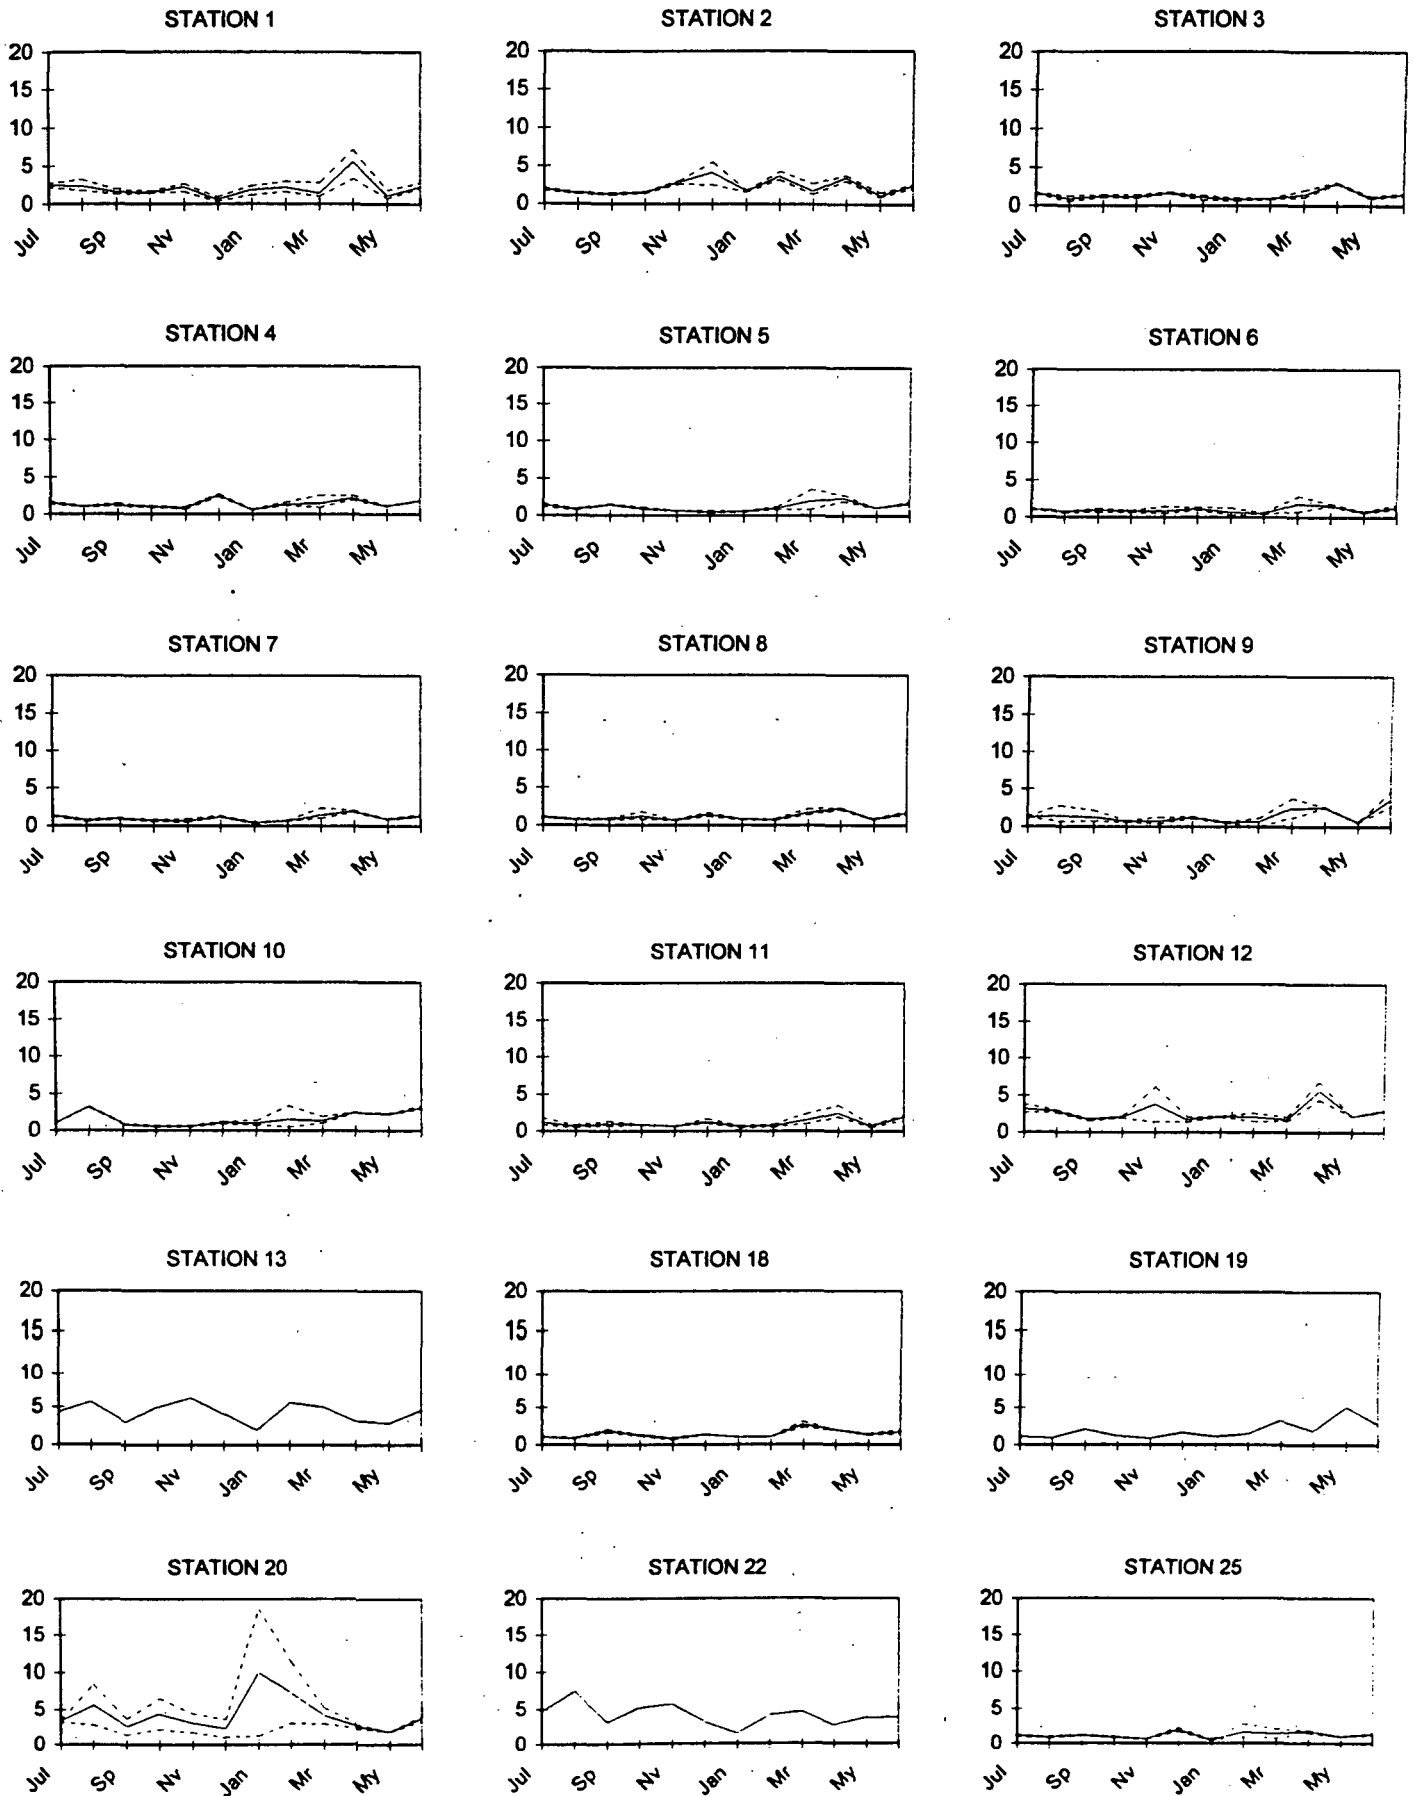 STATION 1
20
15
10
5
0
Jul Sp Nv Jan Mr My
STATION 2
20
15
10
5
0
Jul Sp Nv Jan Mr My
STATION 3
20
15
10
5
0
Jul Sp Nv Jan Mr My
STATION 4
20
15
10
5
0
Jul Sp Nv Jan Mr My
STATION 5
20
15
10
5
0
Jul Sp Nv Jan Mr My
STATION 6
20
15
10
5
0
Jul Sp Nv Jan Mr My
STATION 7
20
15
10
5
0
Jul Sp Nv Jan Mr My
STATION 8
20
15
10
5
0
Jul Sp Nv Jan Mr My
STATION 9
20
15
10
5
0
Jul Sp Nv Jan Mr My
STATION 10
20
15
10
5
0
Jul Sp Nv Jan Mr My
STATION 11
20
15
10
5
0
Jul Sp Nv Jan Mr My
STATION 12
20
15
10
5
0
Jul Sp Nv Jan Mr My
STATION 13
20
15
10
5
0
Jul Sp Nv Jan Mr My
STATION 18
20
15
10
5
0
Jul Sp Nv Jan Mr My
STATION 19
20
15
10
5
0
Jul Sp Nv Jan Mr My
STATION 20
20
15
10
5
0
Jul Sp Nv Jan Mr My
STATION 22
20
15
10
5
0
Jul Sp Nv Jan Mr My
STATION 25
20
15
10
5
0
Jul Sp Nv Jan Mr My